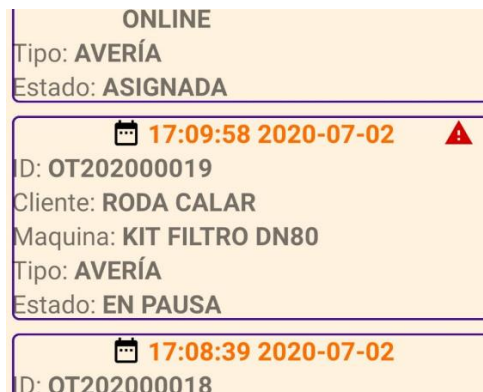 ONLINE
Tipo: AVERÍA
Estado: ASIGNADA
17:09:58 2020-07-02
ID: OT202000019
Cliente: RODA CALAR
Maquina: KIT FILTRO DN80
Tipo: AVERÍA
Estado: EN PAUSA
17:08:39 2020-07-02
ID: OT202000018